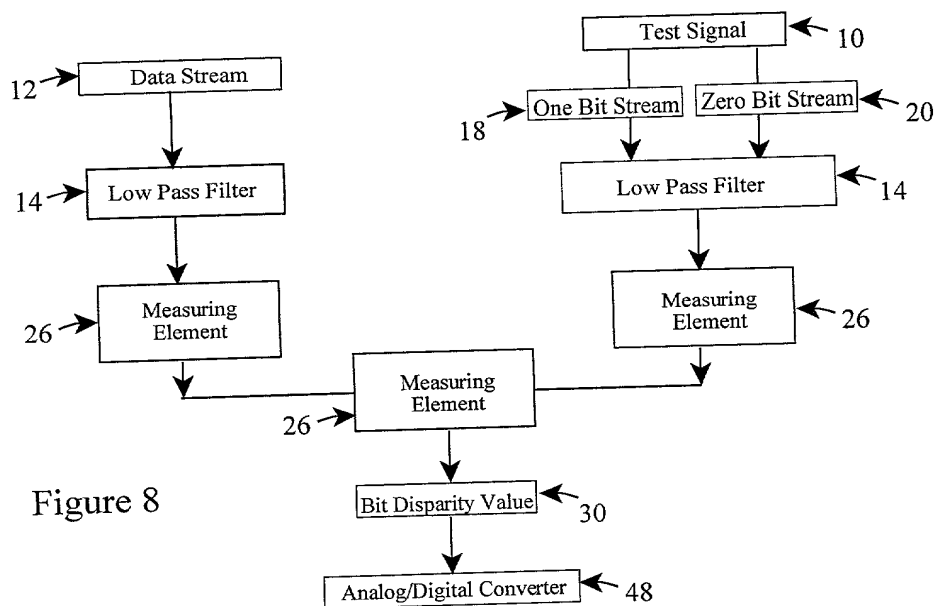 Test Signal
10
12
Data Stream
18
One Bit Stream
Zero Bit Stream
20
14
Low Pass Filter
Low Pass Filter
14
26
Measuring
Element
Measuring
Element
26
Measuring
Element
26
Figure 8
Bit Disparity Value
30
Analog/Digital Converter
48